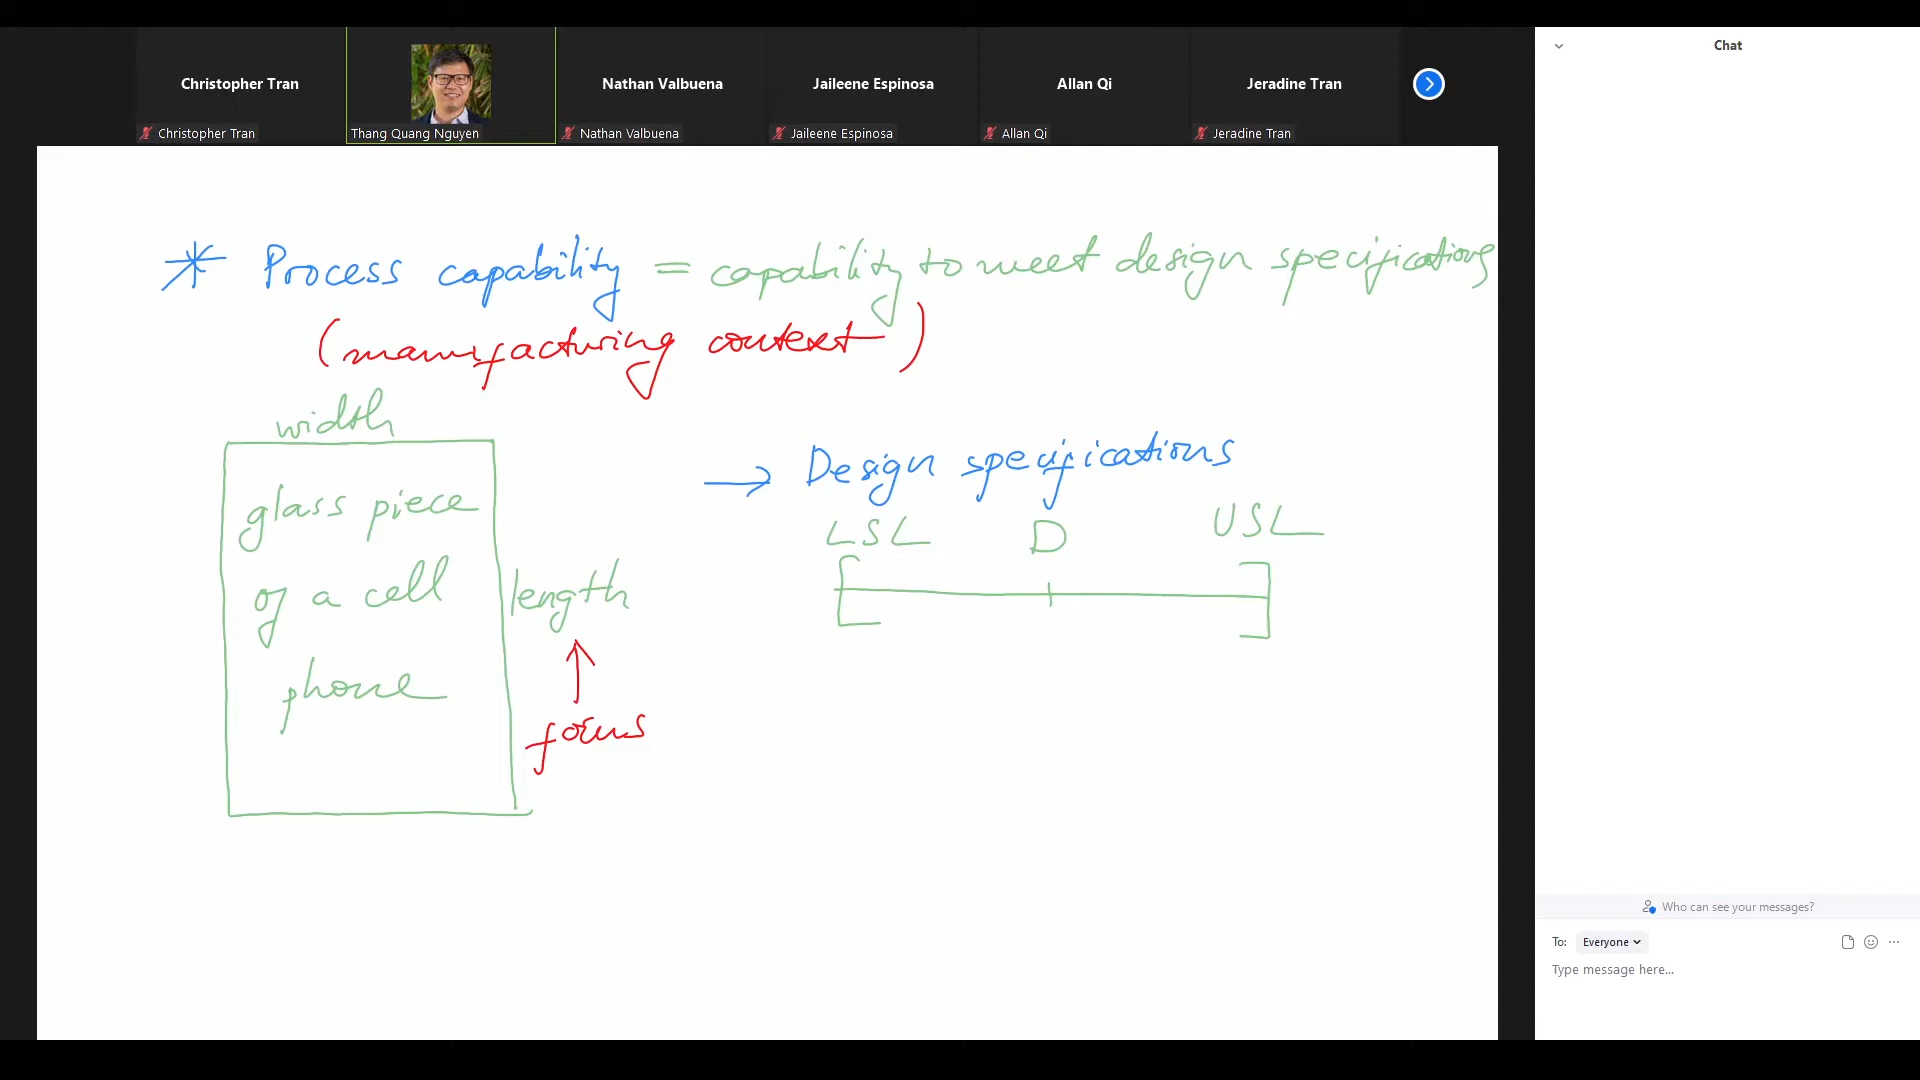 Chat
Christopher Tran
Nathan Valbuena
Jaileene Espinosa
Allan Qi
Jeradine Tran
Christopher Tran
Thang Quang Nguyen
Nathan Valbuena
Jaileene Espinosa
Allan Qi
Jeradine Tran
* Process capability = capability to meet design specifications
(manufacturing context)
width
glass piece
of a cell
phone
length
↑
focus
→ Design specifications
LSL D USL
Who can see your messages?
To: Everyone
Type message here...